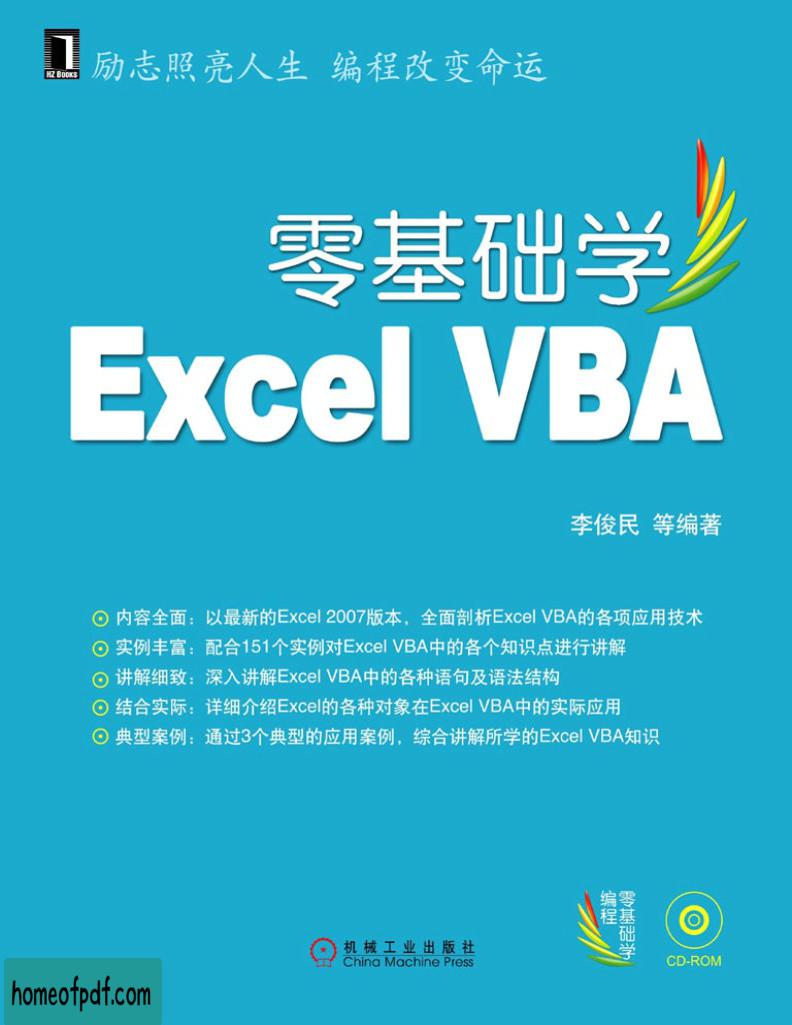 HZ BOOKS
励志照亮人生 编程改变命运
零基础学
Excel VBA
李俊民 等编著
内容全面：以最新的Excel 2007版本，全面剖析Excel VBA的各项应用技术
实例丰富：配合151个实例对Excel VBA中的各个知识点进行讲解
讲解细致：深入讲解Excel VBA中的各种语句及语法结构
结合实际：详细介绍Excel的各种对象在Excel VBA中的实际应用
典型案例：通过3个典型的应用案例，综合讲解所学的Excel VBA知识
零基础学
编程
CD-ROM
机械工业出版社
China Machine Press
homeofpdf.com